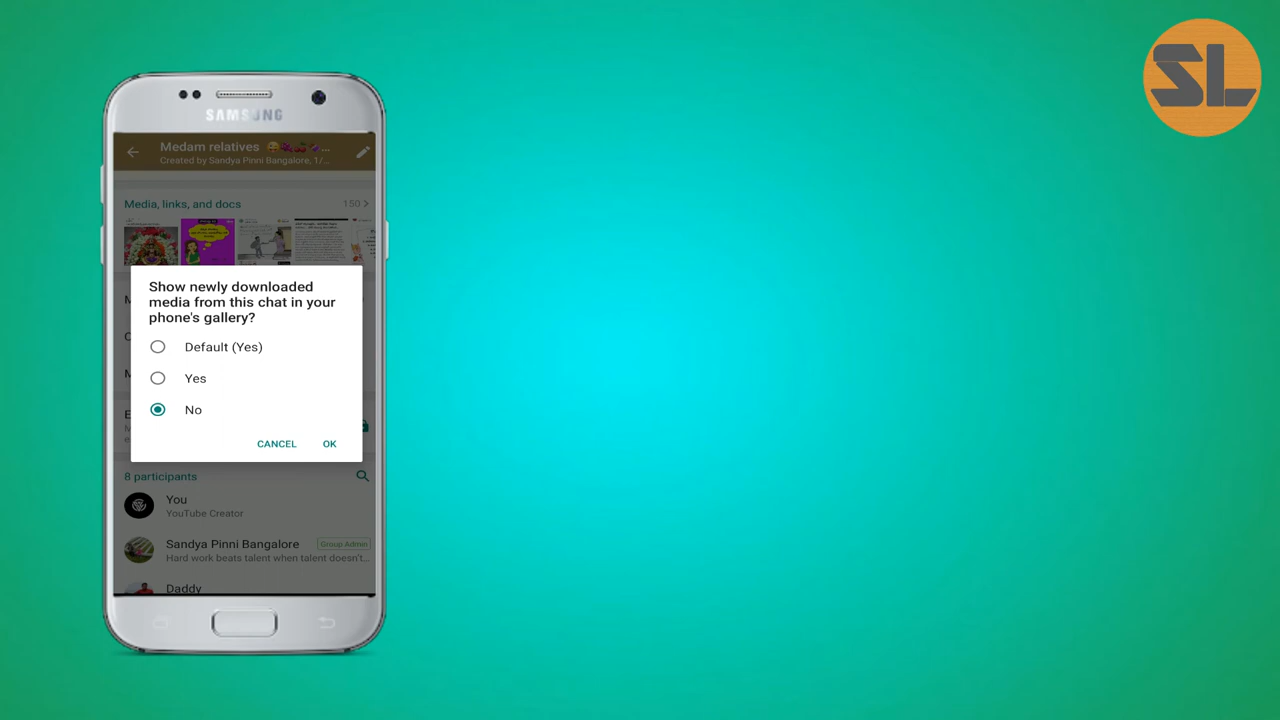 SL
SAMSUNG
Medam relatives 😜🍇🍒🍆...
Created by Sandya Pinni Bangalore, 1/...
Media, links, and docs 150 >
Show newly downloaded
media from this chat in your
phone's gallery?
Default (Yes)
Yes
No
CANCEL OK
8 participants
You
YouTube Creator
Sandya Pinni Bangalore Group Admin
Hard work beats talent when talent doesn't...
Daddy